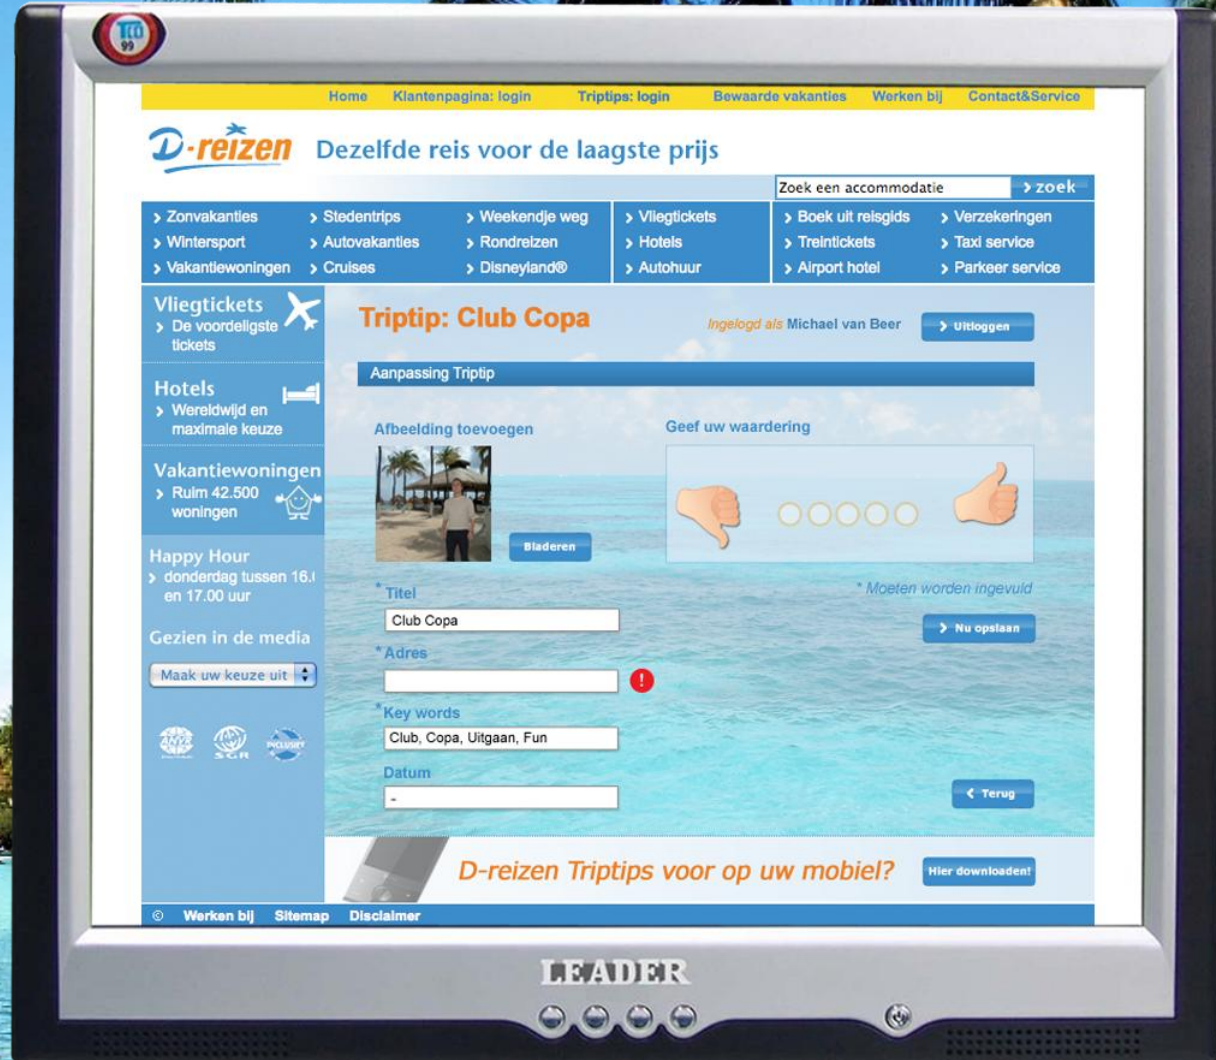 TCO
99
Home Klantenpagina: login Triptips: login Bewaarde vakanties Werken bij Contact&Service
D-reizen Dezelfde reis voor de laagste prijs
Zoek een accommodatie zoek
Zonvakanties Stedentrips Weekendje weg Vliegtickets Boek uit reisgids Verzekeringen
Wintersport Autovakanties Rondreizen Hotels Treintickets Taxi service
Vakantiewoningen Cruises Disneyland® Autohuur Airport hotel Parkeer service
Vliegtickets
De voordeligste
tickets
Hotels
Wereldwijd en
maximale keuze
Vakantiewoningen
Ruim 42.500
woningen
Happy Hour
donderdag tussen 16.
en 17.00 uur
Gezien in de media
Maak uw keuze uit
ANVR
SGR
INCLUSIEF
Triptip: Club Copa
Ingelogd als Michael van Beer
Uitloggen
Aanpassing Triptip
Afbeelding toevoegen
Geef uw waardering
Bladeren
* Titel
* Moeten worden ingevuld
Club Copa
Nu opslaan
* Adres
!
* Key words
Club, Copa, Uitgaan, Fun
Datum
-
Terug
D-reizen Triptips voor op uw mobiel?
Hier downloaden!
© Werken bij Sitemap Disclaimer
LEADER